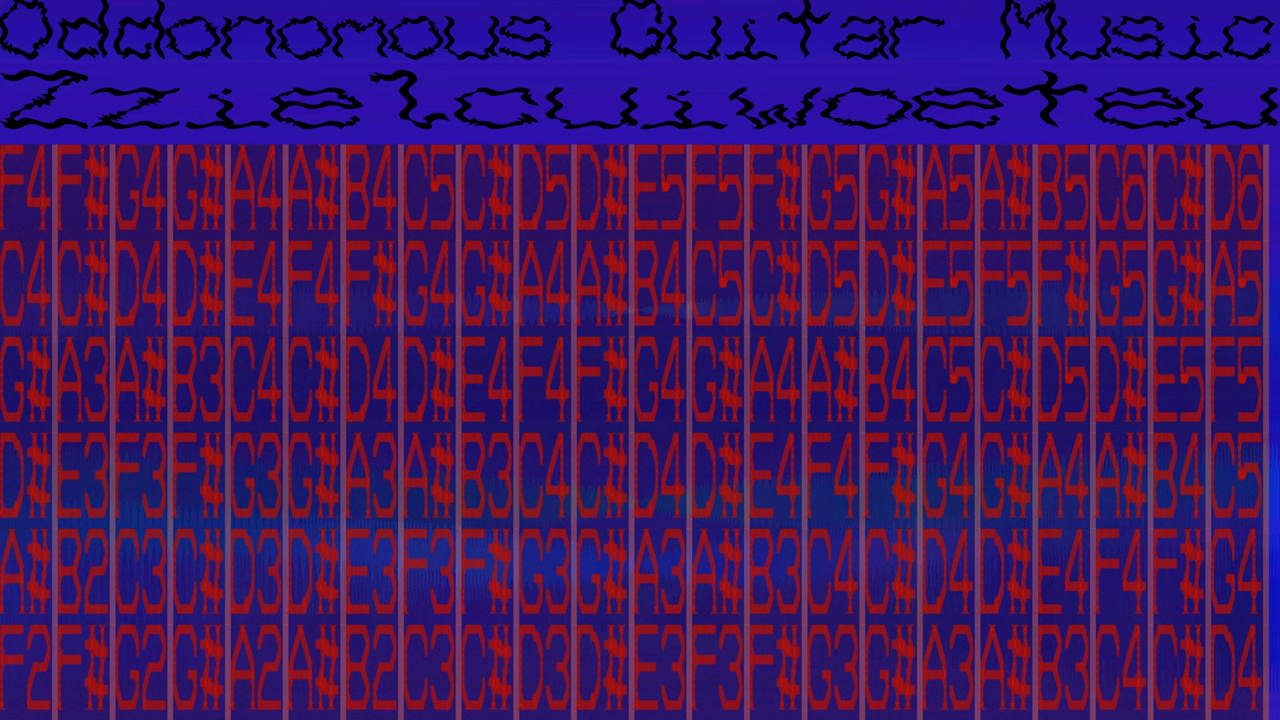 Oddonomous Guitar Music
Zzielcuiwoeteu
F4 F# G4 G# A4 A# B4 C5 C# D5 D# E5 F5 F# G5 G# A5 A# B5 C6 C# D6
C4 C# D4 D# E4 F4 F# G4 G# A4 A# B4 C5 C# D5 D# E5 F5 F# G5 G# A5
G# A3 A# B3 C4 C# D4 D# E4 F4 F# G4 G# A4 A# B4 C5 C# D5 D# E5 F5
D# E3 F3 F# G3 G# A3 A# B3 C4 C# D4 D# E4 F4 F# G4 G# A4 A# B4 C5
A# B2 C3 C# D3 D# E3 F3 F# G3 G# A3 A# B3 C4 C# D4 D# E4 F4 F# G4
F2 F# G2 G# A2 A# B2 C3 C# D3 D# E3 F3 F# G3 G# A3 A# B3 C4 C# D4